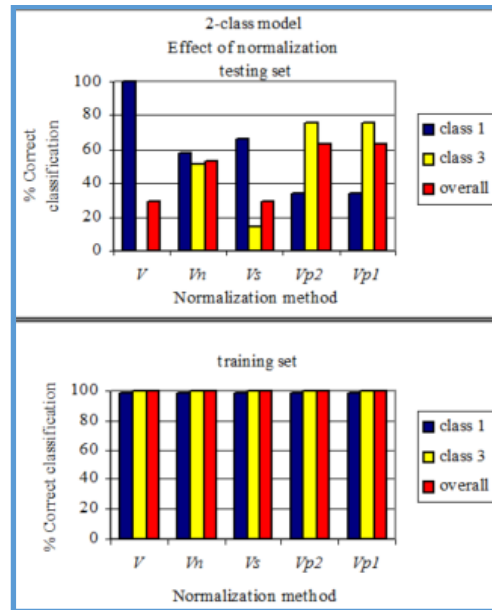 2-class model
Effect of normalization
testing set
% Correct
classification
100
80
60
40
20
0
V Vn Vs Vp2 Vp1
Normalization method
class 1
class 3
overall
training set
% Correct classification
100
80
60
40
20
0
V Vn Vs Vp2 Vp1
Normalization method
class 1
class 3
overall